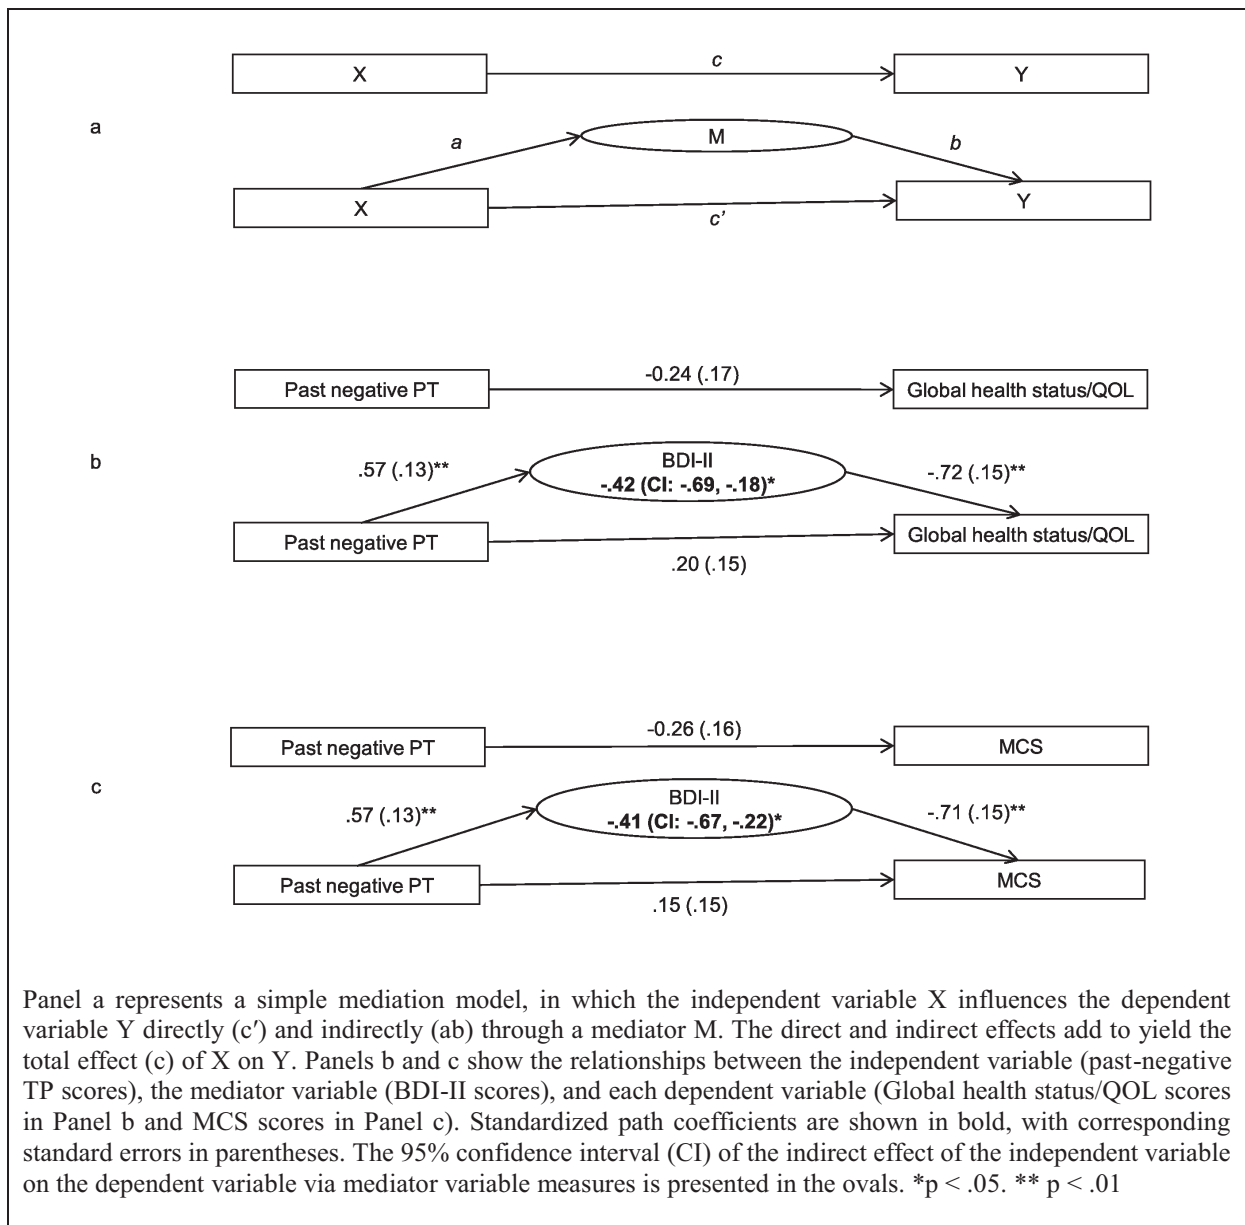 c
X
Y
a
M
a
b
X
Y
c'
-0.24 (.17)
Past negative PT
Global health status/QOL
b
.57 (.13)**
BDI-II
-.42 (CI: -.69, -.18)*
-.72 (.15)**
Past negative PT
Global health status/QOL
.20 (.15)
-0.26 (.16)
Past negative PT
MCS
c
.57 (.13)**
BDI-II
-.41 (CI: -.67, -.22)*
-.71 (.15)**
Past negative PT
MCS
.15 (.15)
Panel a represents a simple mediation model, in which the independent variable X influences the dependent
variable Y directly (c′) and indirectly (ab) through a mediator M. The direct and indirect effects add to yield the
total effect (c) of X on Y. Panels b and c show the relationships between the independent variable (past-negative
TP scores), the mediator variable (BDI-II scores), and each dependent variable (Global health status/QOL scores
in Panel b and MCS scores in Panel c). Standardized path coefficients are shown in bold, with corresponding
standard errors in parentheses. The 95% confidence interval (CI) of the indirect effect of the independent variable
on the dependent variable via mediator variable measures is presented in the ovals. *p < .05. ** p < .01